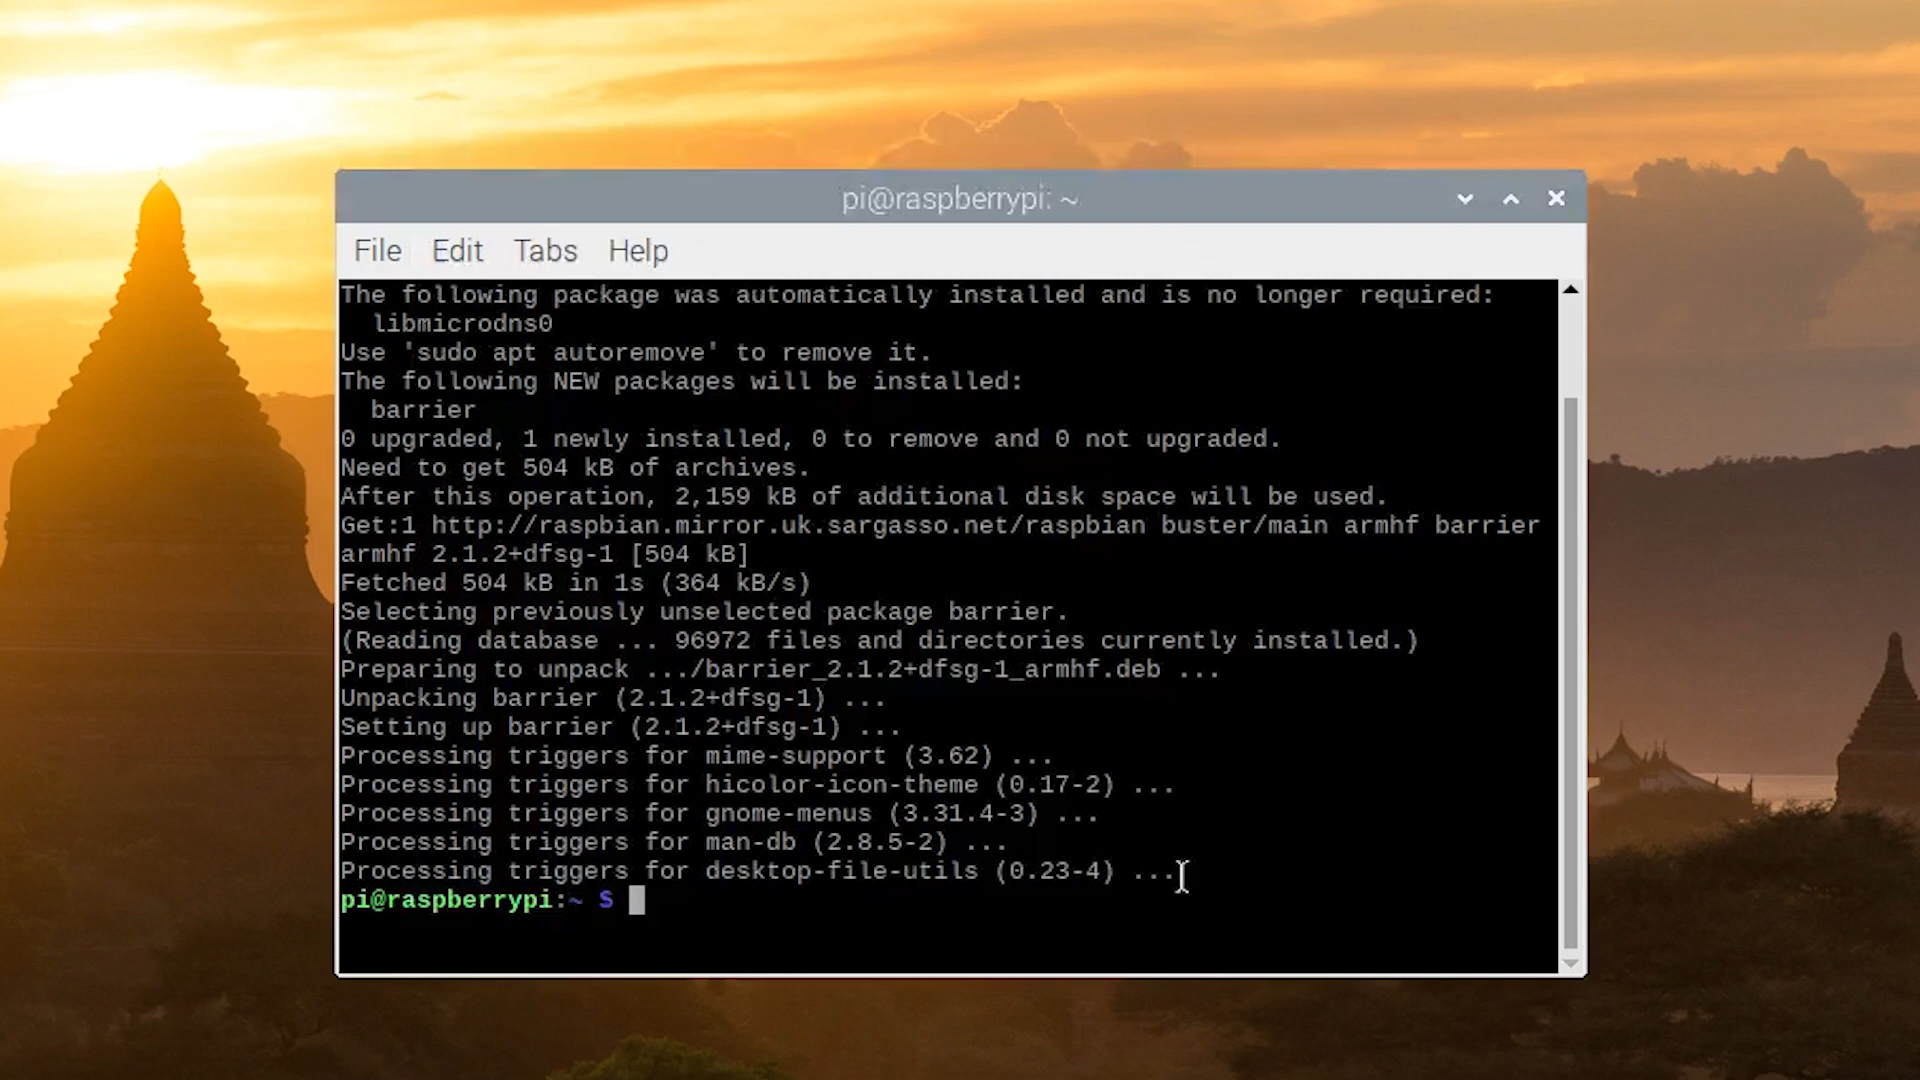 pi@raspberrypi: ~
File Edit Tabs Help
The following package was automatically installed and is no longer required:
  libmicrodns0
Use 'sudo apt autoremove' to remove it.
The following NEW packages will be installed:
  barrier
0 upgraded, 1 newly installed, 0 to remove and 0 not upgraded.
Need to get 504 kB of archives.
After this operation, 2,159 kB of additional disk space will be used.
Get:1 http://raspbian.mirror.uk.sargasso.net/raspbian buster/main armhf barrier
armhf 2.1.2+dfsg-1 [504 kB]
Fetched 504 kB in 1s (364 kB/s)
Selecting previously unselected package barrier.
(Reading database ... 96972 files and directories currently installed.)
Preparing to unpack .../barrier_2.1.2+dfsg-1_armhf.deb ...
Unpacking barrier (2.1.2+dfsg-1) ...
Setting up barrier (2.1.2+dfsg-1) ...
Processing triggers for mime-support (3.62) ...
Processing triggers for hicolor-icon-theme (0.17-2) ...
Processing triggers for gnome-menus (3.31.4-3) ...
Processing triggers for man-db (2.8.5-2) ...
Processing triggers for desktop-file-utils (0.23-4) ...
pi@raspberrypi:~ $